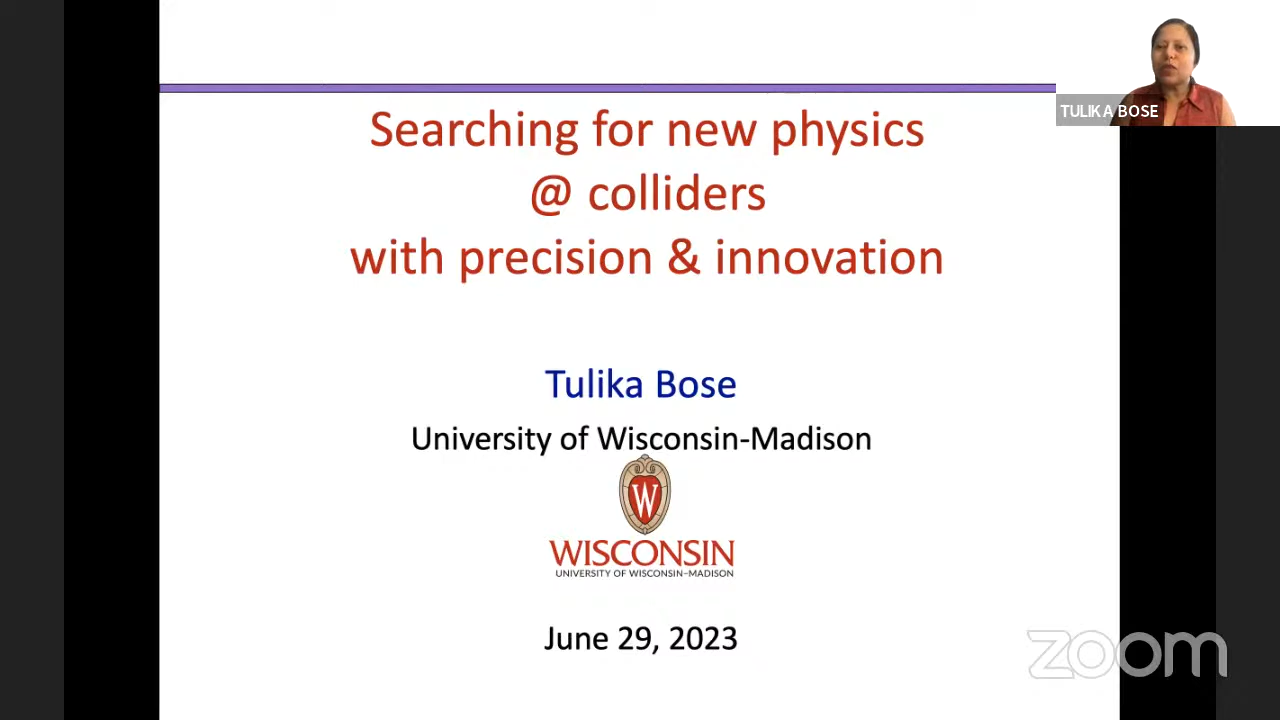 TULIKA BOSE
Searching for new physics
@ colliders
with precision & innovation
Tulika Bose
University of Wisconsin-Madison
W
WISCONSIN
UNIVERSITY OF WISCONSIN–MADISON
June 29, 2023
zoom